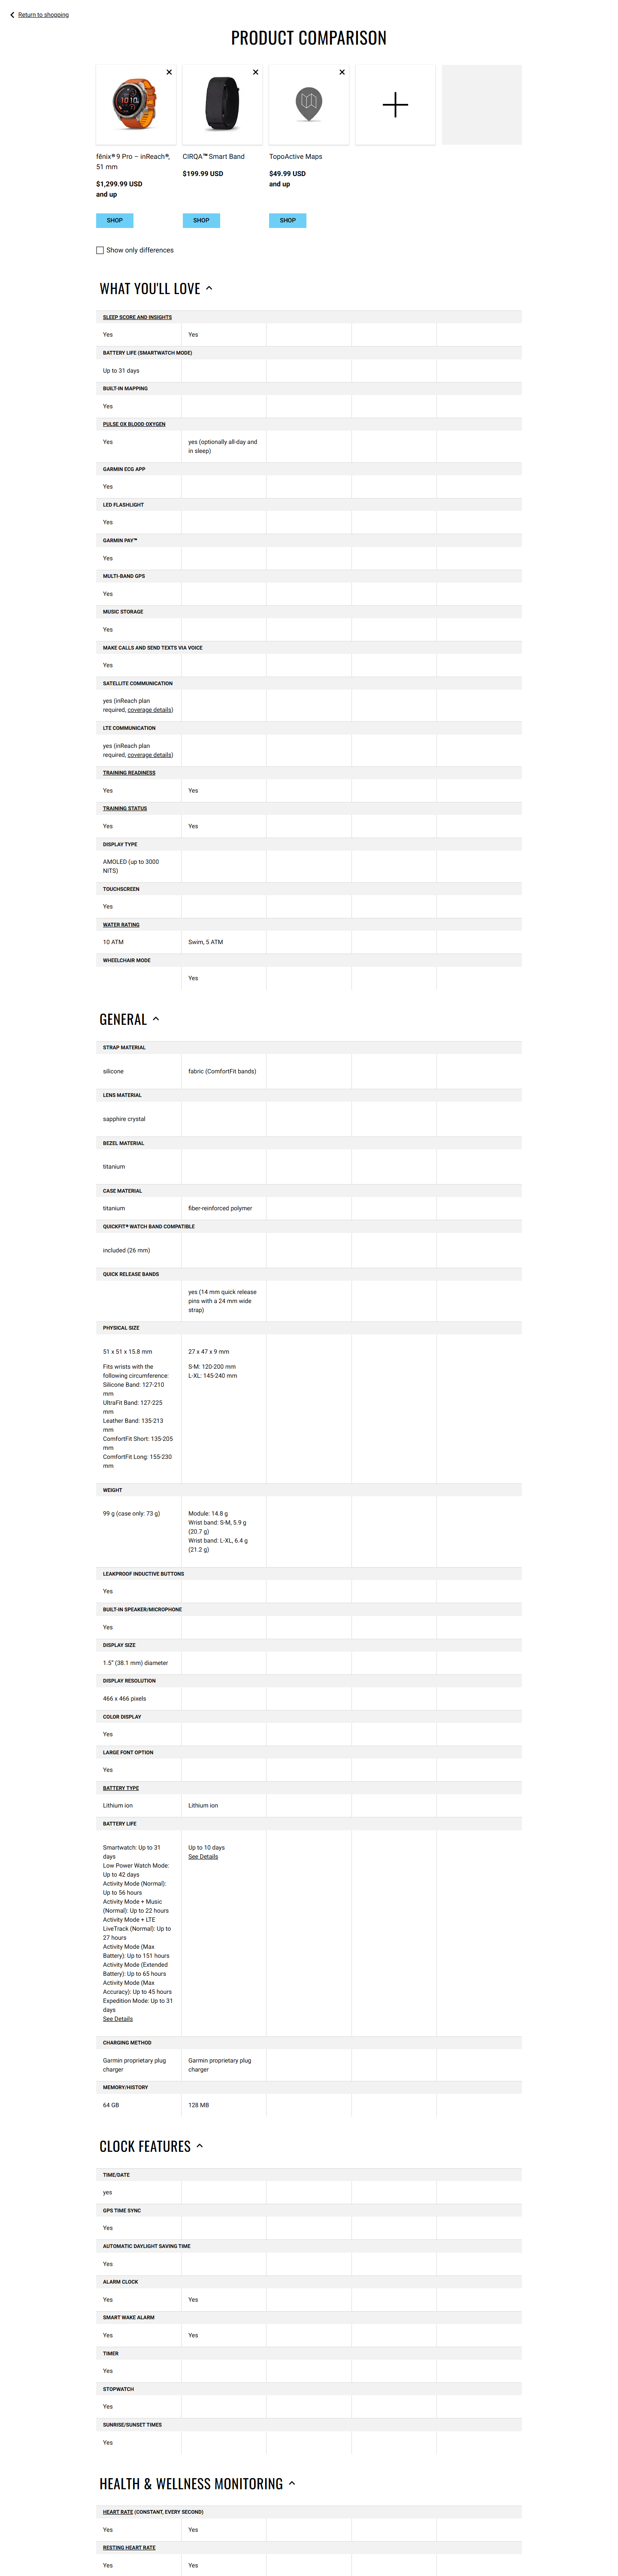 Return to shopping
PRODUCT COMPARISON
fēnix® 9 Pro – inReach®,
51 mm
$1,299.99 USD
and up
SHOP
CIRQA™ Smart Band
$199.99 USD
SHOP
TopoActive Maps
$49.99 USD
and up
SHOP
Show only differences
WHAT YOU'LL LOVE
SLEEP SCORE AND INSIGHTS
Yes Yes
BATTERY LIFE (SMARTWATCH MODE)
Up to 31 days
BUILT-IN MAPPING
Yes
PULSE OX BLOOD OXYGEN
Yes
yes (optionally all-day and
in sleep)
GARMIN ECG APP
Yes
LED FLASHLIGHT
Yes
GARMIN PAY™
Yes
MULTI-BAND GPS
Yes
MUSIC STORAGE
Yes
MAKE CALLS AND SEND TEXTS VIA VOICE
Yes
SATELLITE COMMUNICATION
yes (inReach plan
required, coverage details)
LTE COMMUNICATION
yes (inReach plan
required, coverage details)
TRAINING READINESS
Yes Yes
TRAINING STATUS
Yes Yes
DISPLAY TYPE
AMOLED (up to 3000
NITS)
TOUCHSCREEN
Yes
WATER RATING
10 ATM Swim, 5 ATM
WHEELCHAIR MODE
Yes
GENERAL
STRAP MATERIAL
silicone fabric (ComfortFit bands)
LENS MATERIAL
sapphire crystal
BEZEL MATERIAL
titanium
CASE MATERIAL
titanium fiber-reinforced polymer
QUICKFIT® WATCH BAND COMPATIBLE
included (26 mm)
QUICK RELEASE BANDS
yes (14 mm quick release
pins with a 24 mm wide
strap)
PHYSICAL SIZE
51 x 51 x 15.8 mm
Fits wrists with the
following circumference:
Silicone Band: 127-210
mm
UltraFit Band: 127-225
mm
Leather Band: 135-213
mm
ComfortFit Short: 135-205
mm
ComfortFit Long: 155-230
mm
27 x 47 x 9 mm
S-M: 120-200 mm
L-XL: 145-240 mm
WEIGHT
99 g (case only: 73 g)
Module: 14.8 g
Wrist band: S-M, 5.9 g
(20.7 g)
Wrist band: L-XL, 6.4 g
(21.2 g)
LEAKPROOF INDUCTIVE BUTTONS
Yes
BUILT-IN SPEAKER/MICROPHONE
Yes
DISPLAY SIZE
1.5" (38.1 mm) diameter
DISPLAY RESOLUTION
466 x 466 pixels
COLOR DISPLAY
Yes
LARGE FONT OPTION
Yes
BATTERY TYPE
Lithium ion Lithium ion
BATTERY LIFE
Smartwatch: Up to 31
days
Low Power Watch Mode:
Up to 42 days
Activity Mode (Normal):
Up to 56 hours
Activity Mode + Music
(Normal): Up to 22 hours
Activity Mode + LTE
LiveTrack (Normal): Up to
27 hours
Activity Mode (Max
Battery): Up to 151 hours
Activity Mode (Extended
Battery): Up to 65 hours
Activity Mode (Max
Accuracy): Up to 45 hours
Expedition Mode: Up to 31
days
See Details
Up to 10 days
See Details
CHARGING METHOD
Garmin proprietary plug
charger
Garmin proprietary plug
charger
MEMORY/HISTORY
64 GB 128 MB
CLOCK FEATURES
TIME/DATE
yes
GPS TIME SYNC
Yes
AUTOMATIC DAYLIGHT SAVING TIME
Yes
ALARM CLOCK
Yes Yes
SMART WAKE ALARM
Yes Yes
TIMER
Yes
STOPWATCH
Yes
SUNRISE/SUNSET TIMES
Yes
HEALTH & WELLNESS MONITORING
HEART RATE (CONSTANT, EVERY SECOND)
Yes Yes
RESTING HEART RATE
Yes Yes